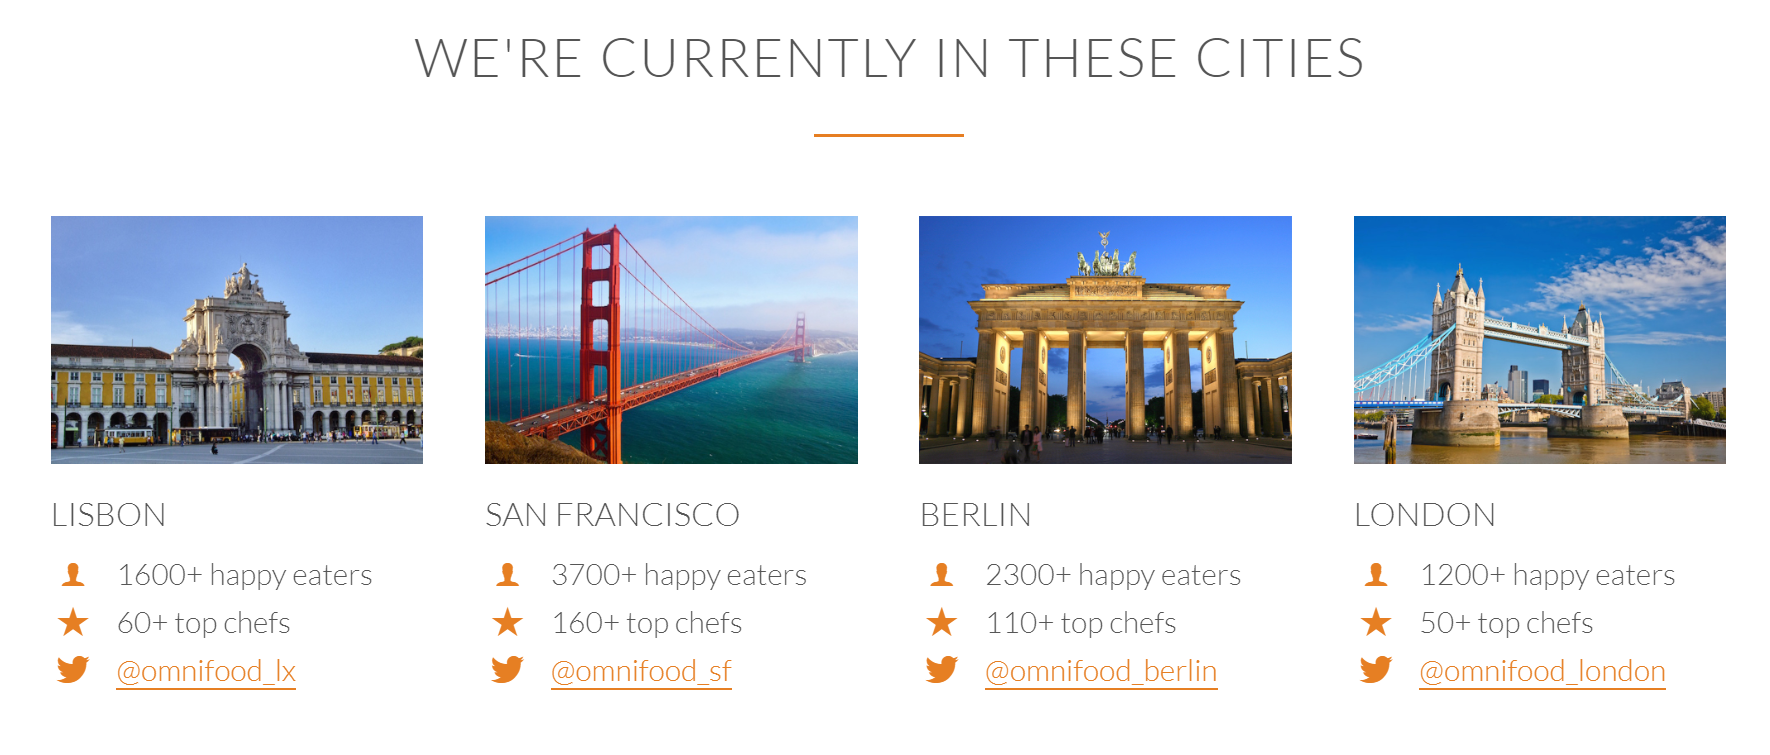 WE'RE CURRENTLY IN THESE CITIES
LISBON
1600+ happy eaters
60+ top chefs
@omnifood_lx
SAN FRANCISCO
3700+ happy eaters
160+ top chefs
@omnifood_sf
BERLIN
2300+ happy eaters
110+ top chefs
@omnifood_berlin
LONDON
1200+ happy eaters
50+ top chefs
@omnifood_london